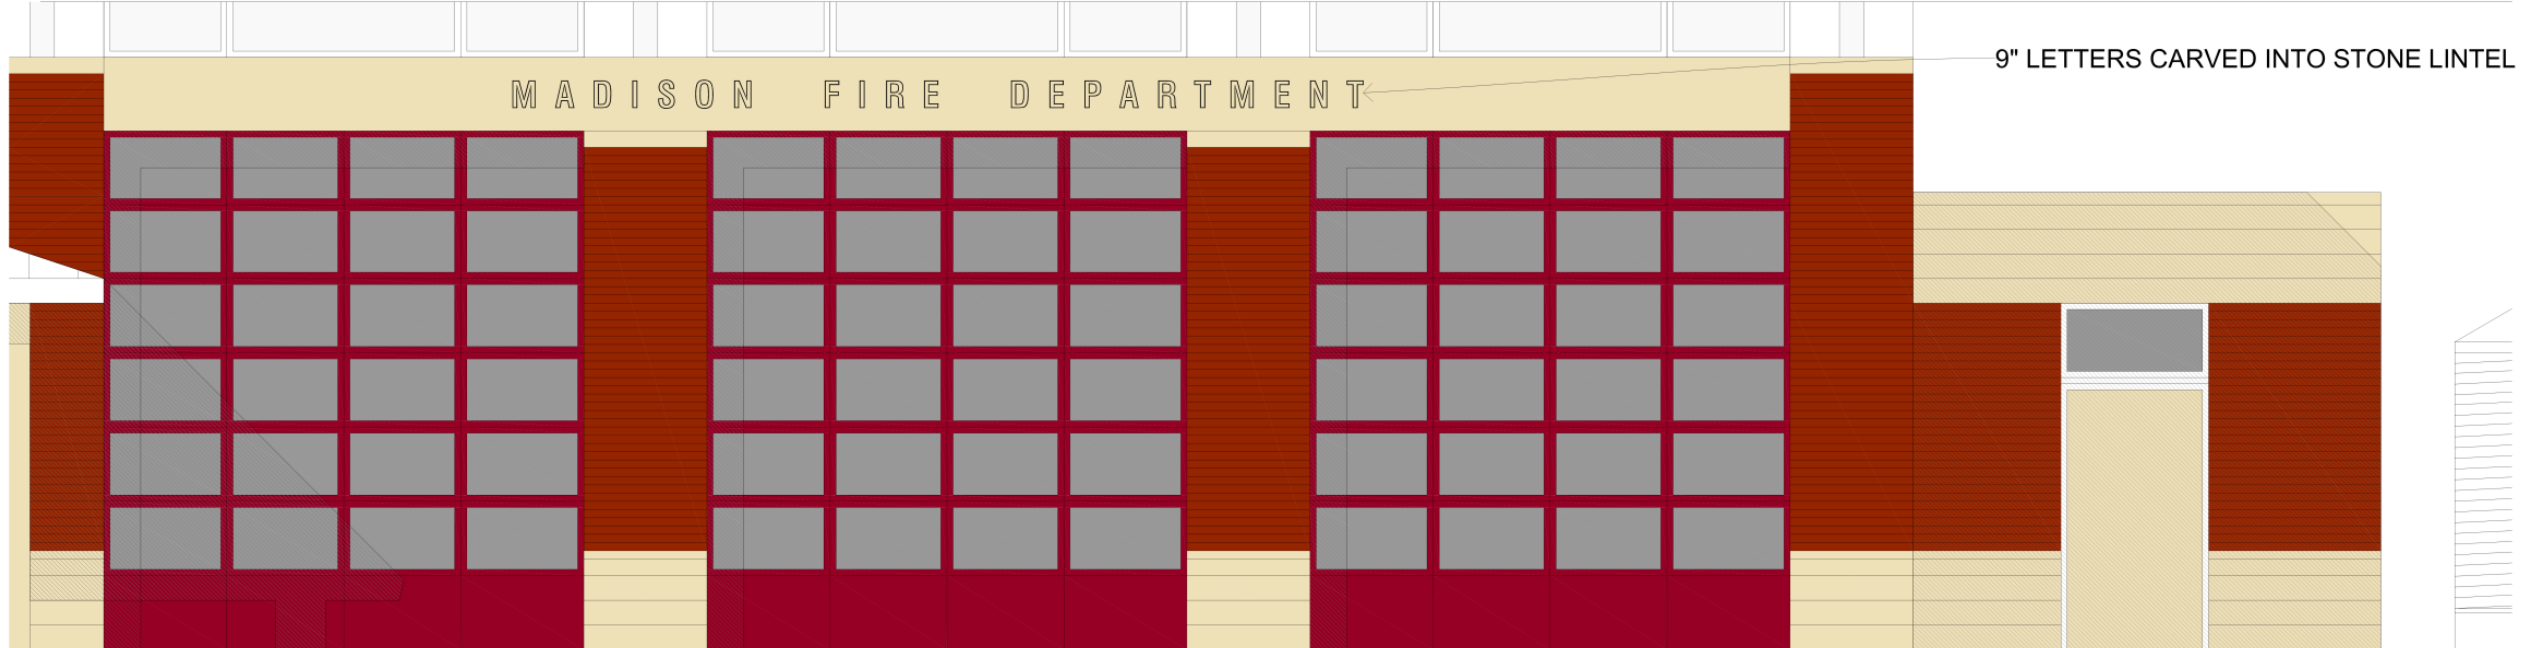 9" LETTERS CARVED INTO STONE LINTEL
MADISON FIRE DEPARTMENT